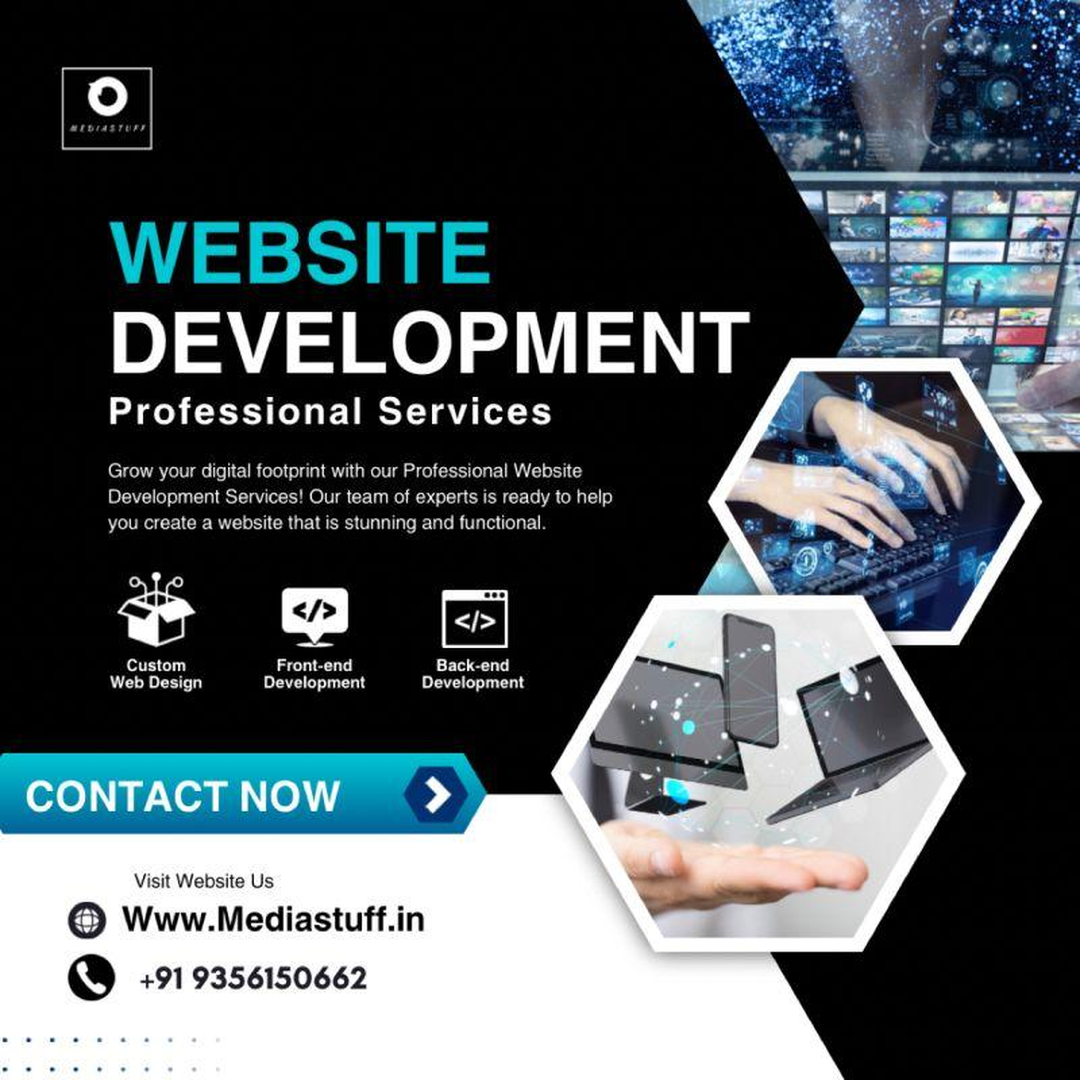 MEDIASTUFF
WEBSITE
DEVELOPMENT
Professional Services
Grow your digital footprint with our Professional Website
Development Services! Our team of experts is ready to help
you create a website that is stunning and functional.
Custom
Web Design
Front-end
Development
Back-end
Development
CONTACT NOW
Visit Website Us
Www.Mediastuff.in
+91 9356150662